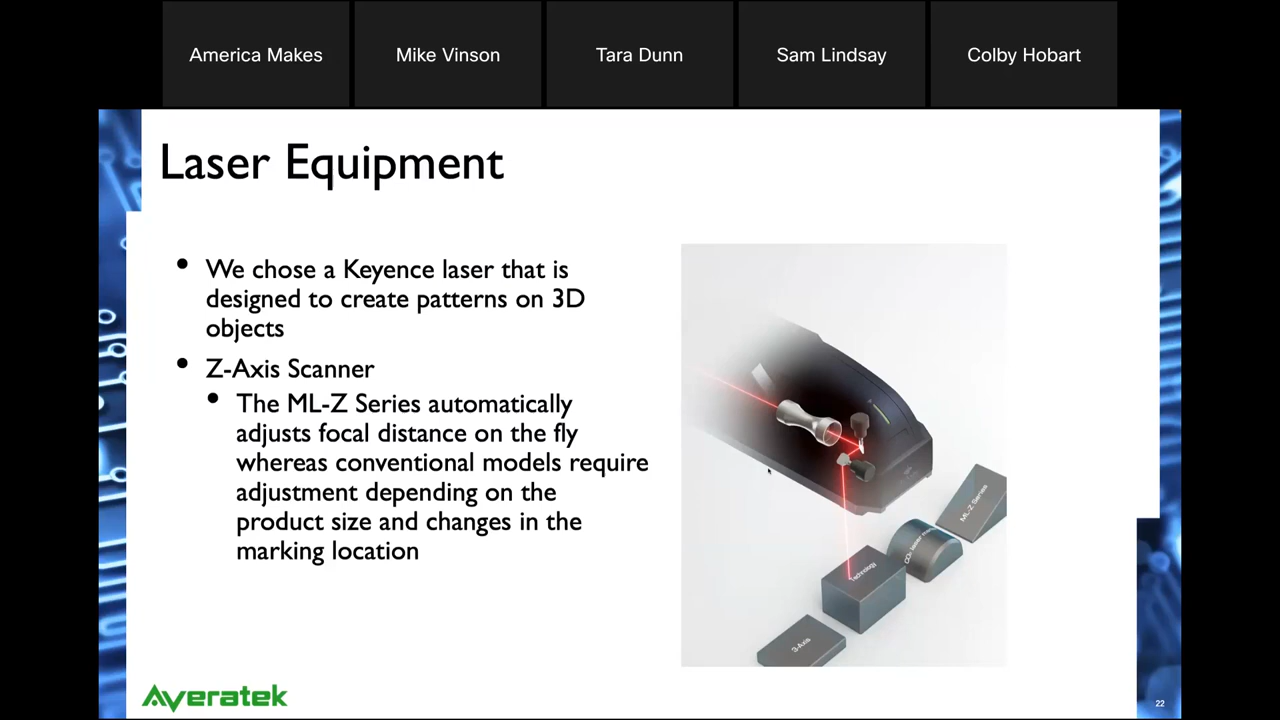 America Makes
Mike Vinson
Tara Dunn
Sam Lindsay
Colby Hobart
Laser Equipment
• We chose a Keyence laser that is
designed to create patterns on 3D
objects
• Z-Axis Scanner
• The ML-Z Series automatically
adjusts focal distance on the fly
whereas conventional models require
adjustment depending on the
product size and changes in the
marking location
ML-Z Series
CO₂ laser
Technology
3-Axis
Averatek
22